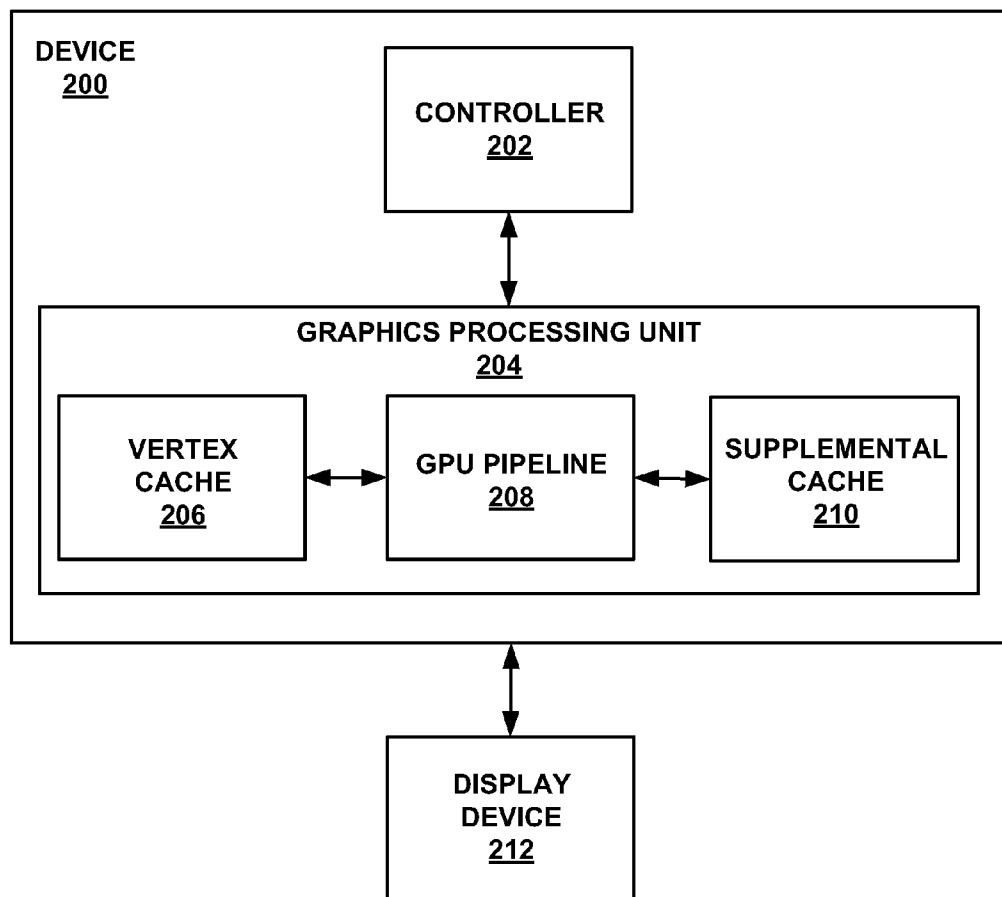 DEVICE
200
CONTROLLER
202
GRAPHICS PROCESSING UNIT
204
VERTEX
CACHE
206
GPU PIPELINE
208
SUPPLEMENTAL
CACHE
210
DISPLAY
DEVICE
212